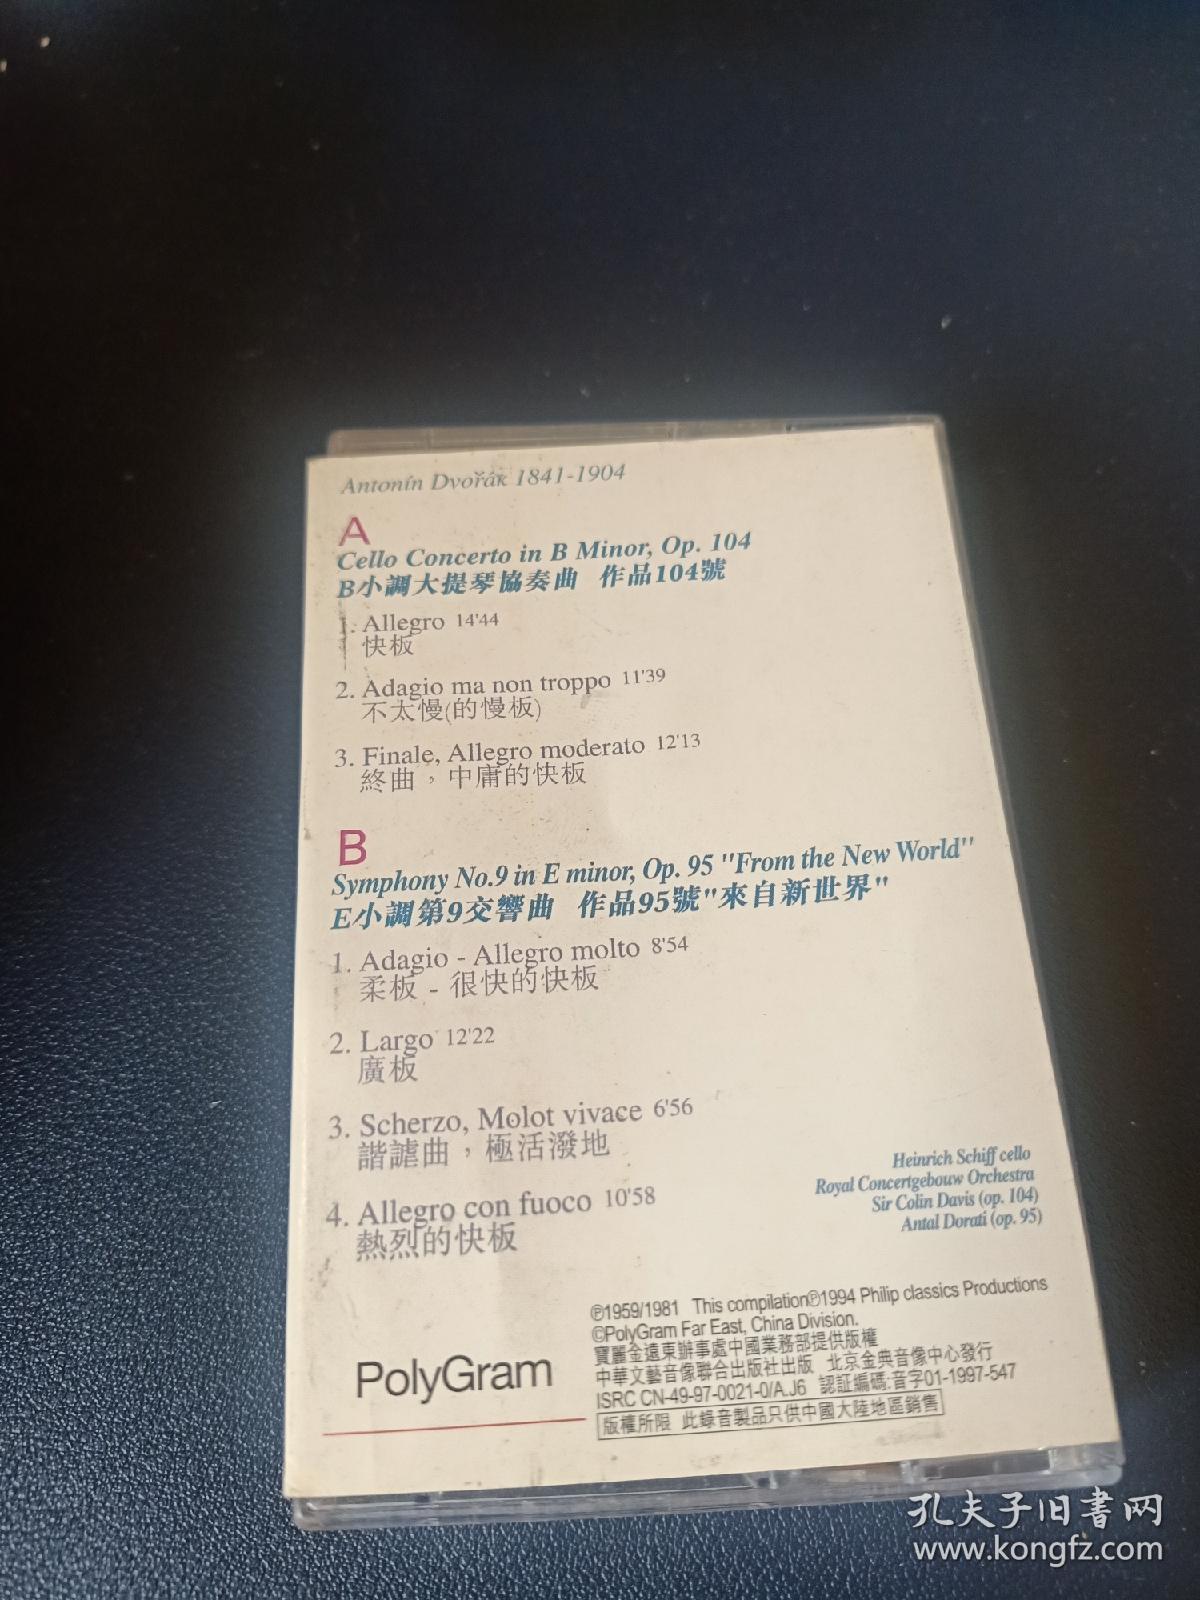 Antonín Dvořák 1841-1904
A
Cello Concerto in B Minor, Op. 104
B小調大提琴協奏曲 作品104號
1. Allegro 14'44
快板
2. Adagio ma non troppo 11'39
不太慢(的慢板)
3. Finale, Allegro moderato 12'13
終曲，中庸的快板
B
Symphony No.9 in E minor, Op. 95 "From the New World"
E小調第9交響曲 作品95號"來自新世界"
1. Adagio - Allegro molto 8'54
柔板 - 很快的快板
2. Largo 12'22
廣板
3. Scherzo, Molot vivace 6'56
諧謔曲，極活潑地
4. Allegro con fuoco 10'58
熱烈的快板
Heinrich Schiff cello
Royal Concertgebouw Orchestra
Sir Colin Davis (op. 104)
Antal Dorati (op. 95)
PolyGram
℗1959/1981 This compilation℗1994 Philip classics Productions
©PolyGram Far East, China Division.
寶麗金遠東辦事處中國業務部提供版權
中華文藝音像聯合出版社出版 北京金典音像中心發行
ISRC CN-49-97-0021-0/A.J6 認証編碼:音字01-1997-547
版權所限 此錄音製品只供中國大陸地區銷售
孔夫子旧書网
www.kongfz.com